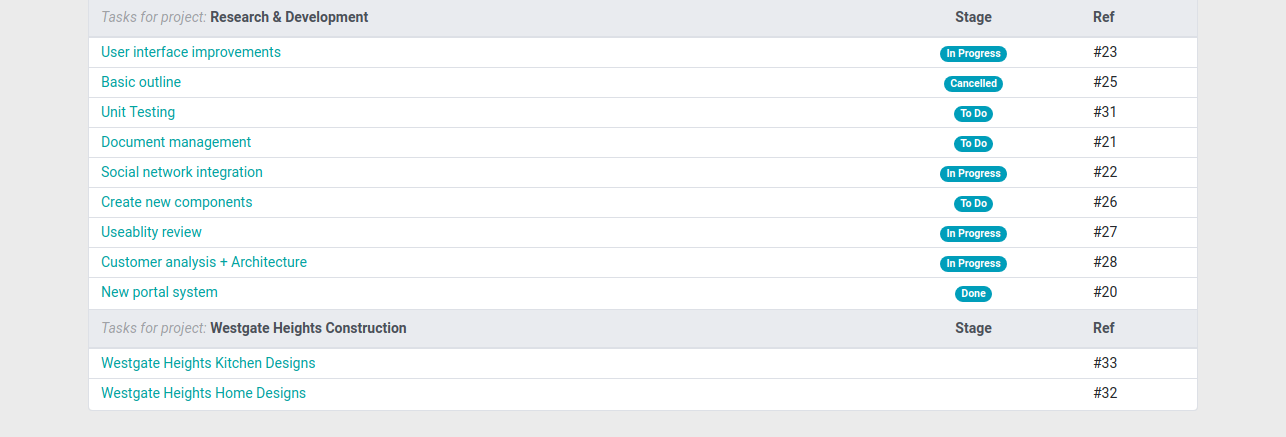 Tasks for project: Research & Development Stage Ref
User interface improvements In Progress #23
Basic outline Cancelled #25
Unit Testing To Do #31
Document management To Do #21
Social network integration In Progress #22
Create new components To Do #26
Useablity review In Progress #27
Customer analysis + Architecture In Progress #28
New portal system Done #20
Tasks for project: Westgate Heights Construction Stage Ref
Westgate Heights Kitchen Designs #33
Westgate Heights Home Designs #32